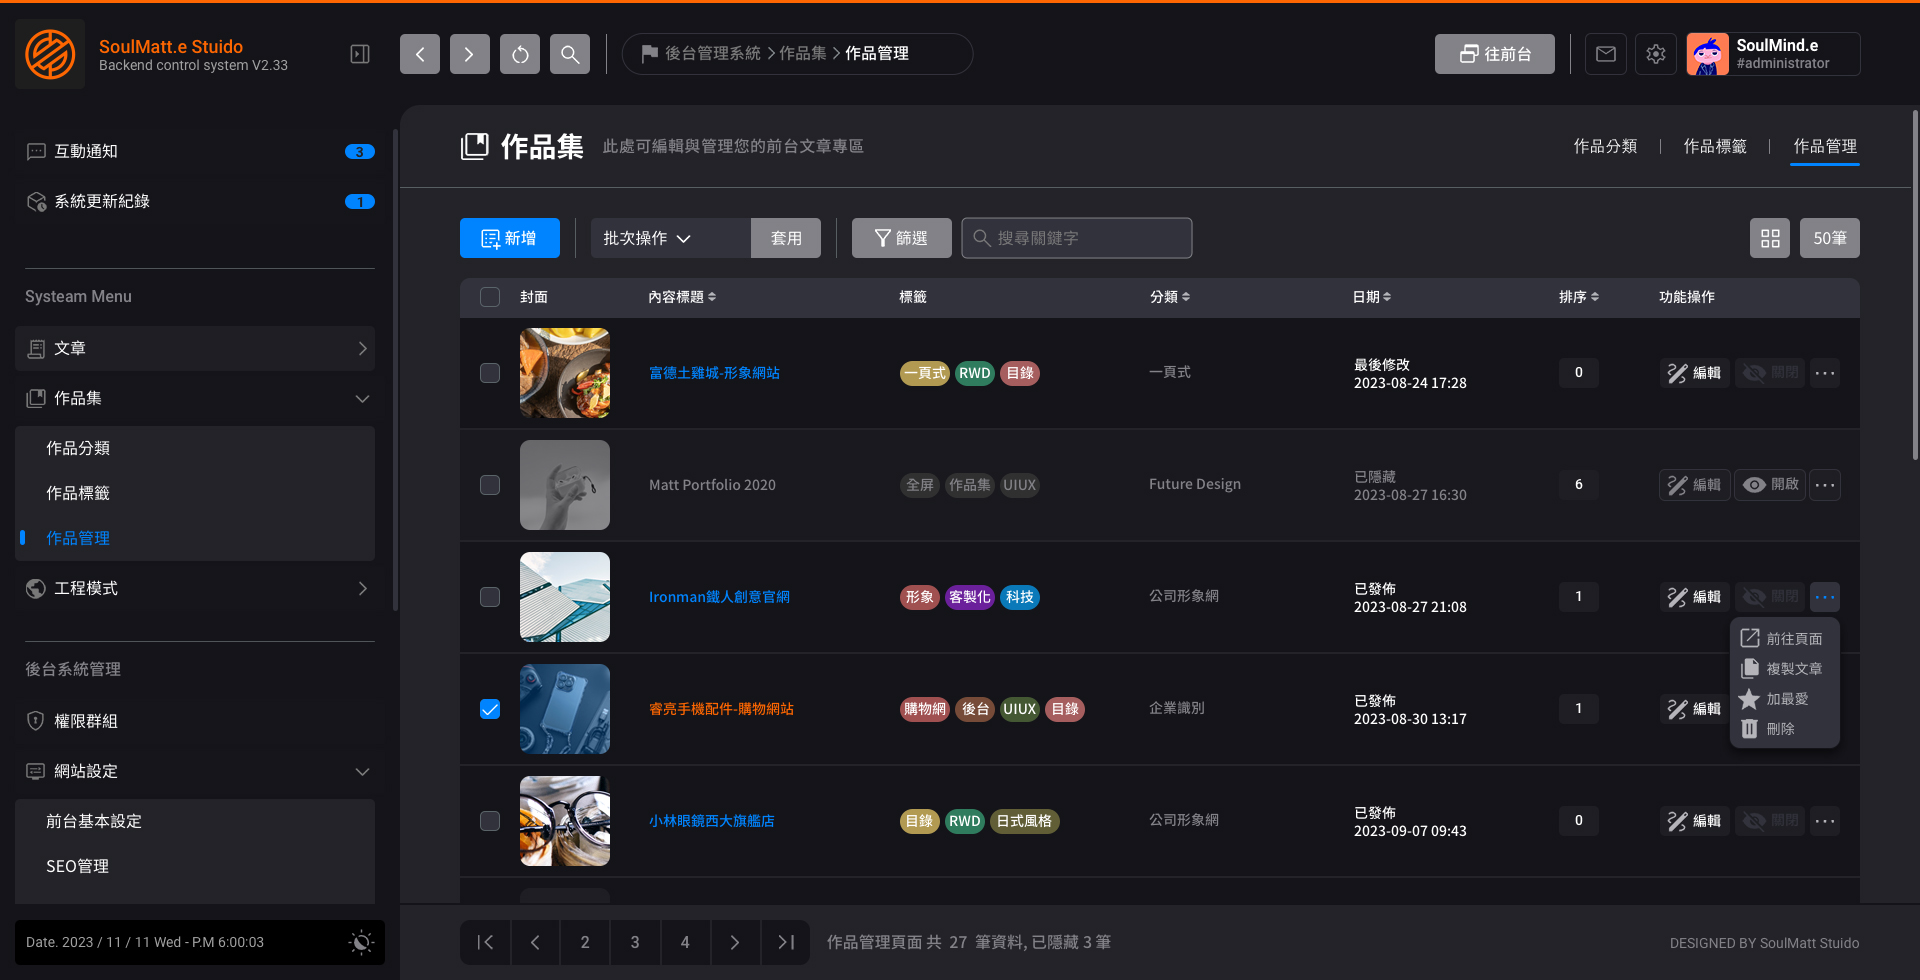 SoulMatt.e Stuido
Backend control system V2.33
後台管理系統 作品集 作品管理
往前台
SoulMind.e
#administrator
互動通知 3
系統更新紀錄 1
Systeam Menu
文章
作品集
作品分類
作品標籤
作品管理
工程模式
後台系統管理
權限群組
網站設定
前台基本設定
SEO管理
Date. 2023 / 11 / 11 Wed - P.M 6:00:03
作品集 此處可編輯與管理您的前台文章專區
作品分類 | 作品標籤 | 作品管理
新增 批次操作 套用 篩選 搜尋關鍵字 50筆
封面 內容標題 標籤 分類 日期 排序 功能操作
富德土雞城-形象網站 一頁式 RWD 目錄 一頁式 最後修改 0 編輯 關閉
2023-08-24 17:28
Matt Portfolio 2020 全屏 作品集 UIUX Future Design 已隱藏 6 編輯 開啟
2023-08-27 16:30
Ironman鐵人創意官網 形象 客製化 科技 公司形象網 已發佈 1 編輯 關閉
2023-08-27 21:08
前往頁面
複製文章
加最愛
刪除
睿亮手機配件-購物網站 購物網 後台 UIUX 目錄 企業識別 已發佈 1 編輯
2023-08-30 13:17
小林眼鏡西大旗艦店 目錄 RWD 日式風格 公司形象網 已發佈 0 編輯 關閉
2023-09-07 09:43
2 3 4 作品管理頁面 共 27 筆資料, 已隱藏 3 筆
DESIGNED BY SoulMatt Stuido